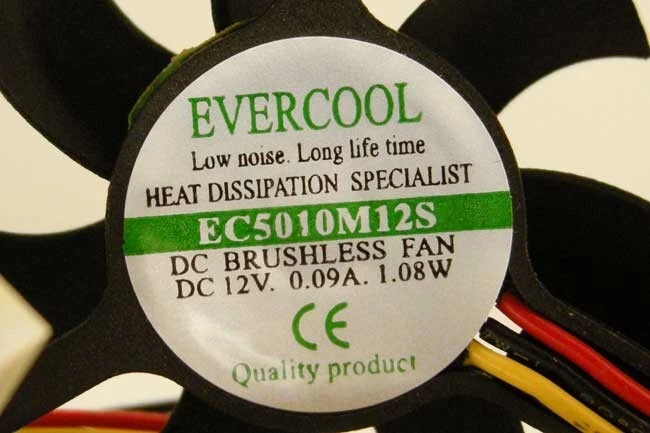 EVERCOOL
Low noise. Long life time
HEAT DISSIPATION SPECIALIST
EC5010M12S
DC BRUSHLESS FAN
DC 12V. 0.09A. 1.08W
CE
Quality product